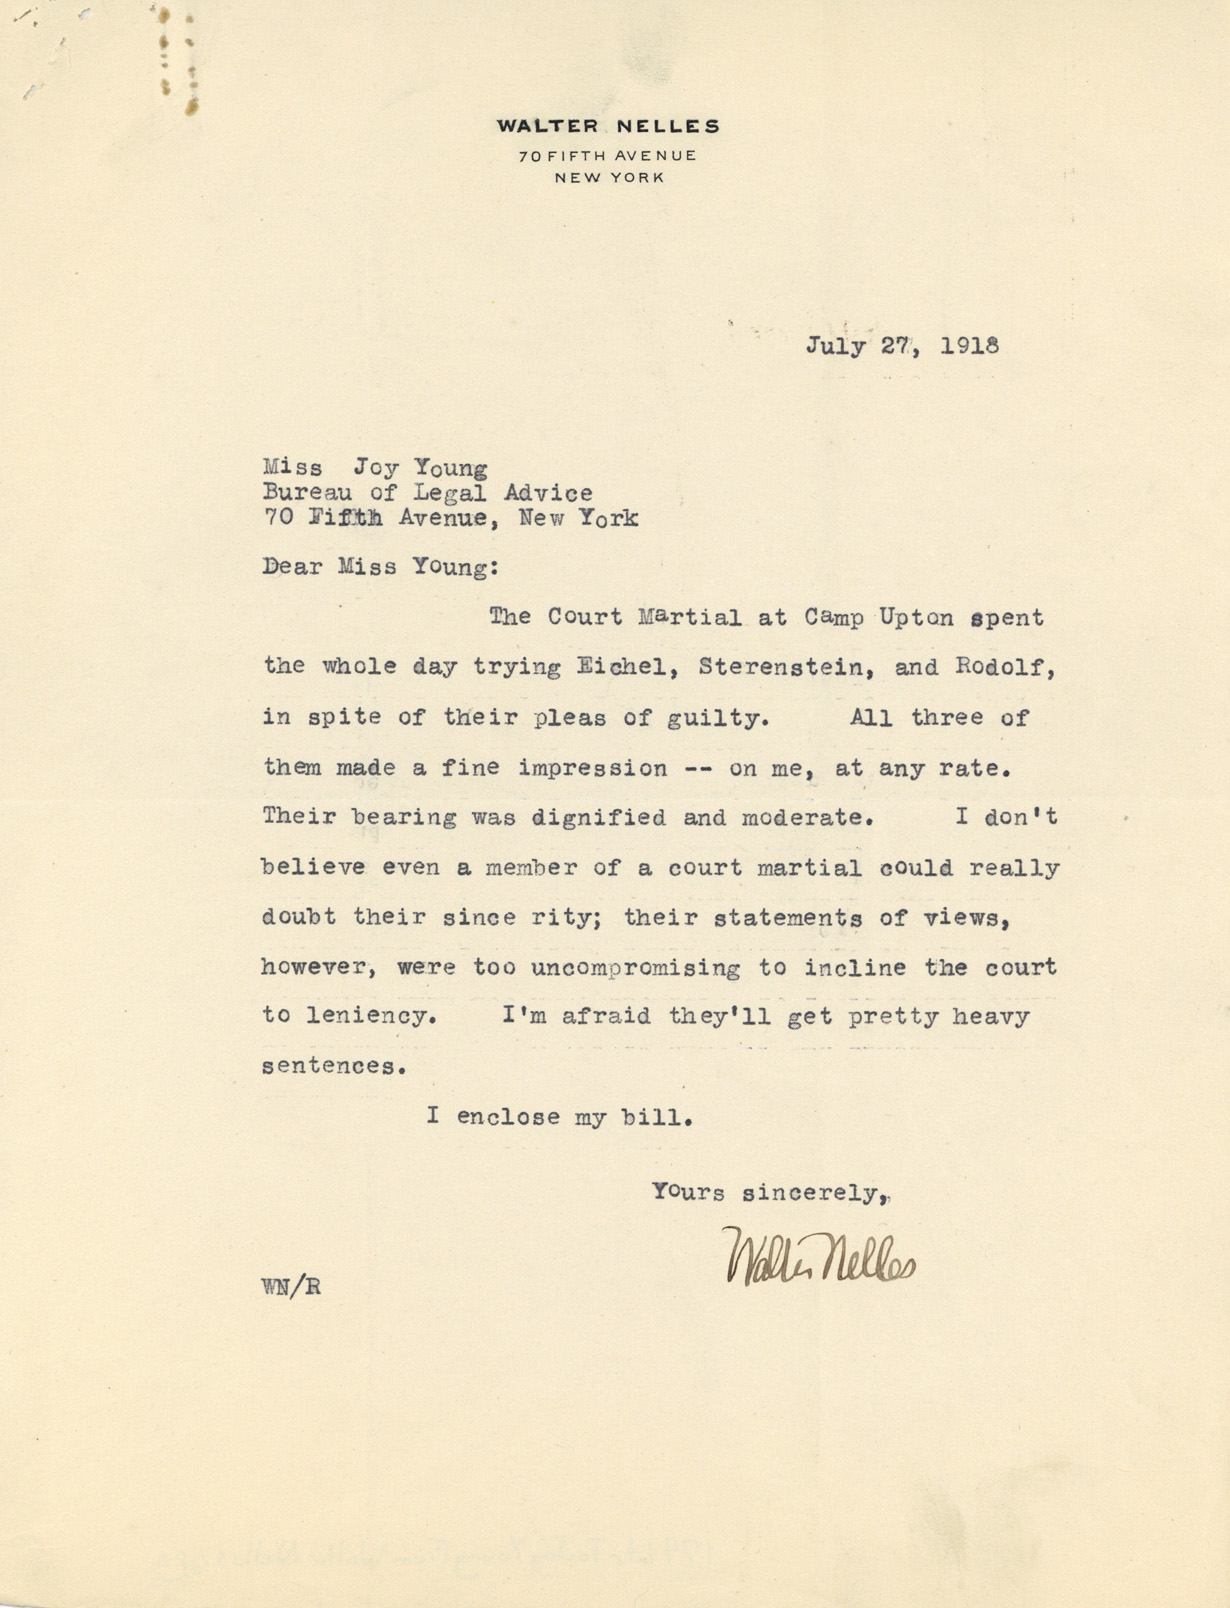 WALTER NELLES
70 FIFTH AVENUE
NEW YORK
July 27, 1918
Miss Joy Young
Bureau of Legal Advice
70 Fifth Avenue, New York
Dear Miss Young:
The Court Martial at Camp Upton spent
the whole day trying Eichel, Sterenstein, and Rodolf,
in spite of their pleas of guilty. All three of
them made a fine impression -- on me, at any rate.
Their bearing was dignified and moderate. I don't
believe even a member of a court martial could really
doubt their since rity; their statements of views,
however, were too uncompromising to incline the court
to leniency. I'm afraid they'll get pretty heavy
sentences.
I enclose my bill.
Yours sincerely,
Walter Nelles
WN/R